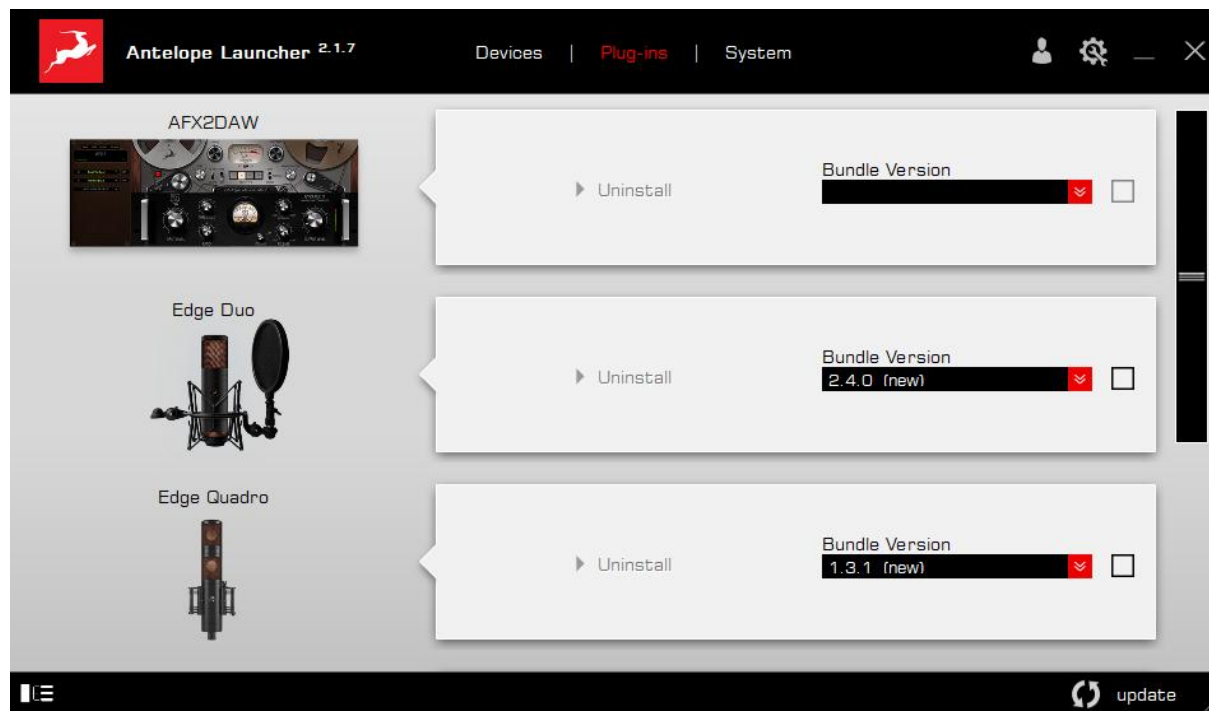 Antelope Launcher 2.1.7
Devices | Plug-ins | System
AFX2DAW
Uninstall
Bundle Version
Edge Duo
Uninstall
Bundle Version
2.4.0 (new)
Edge Quadro
Uninstall
Bundle Version
1.3.1 (new)
update